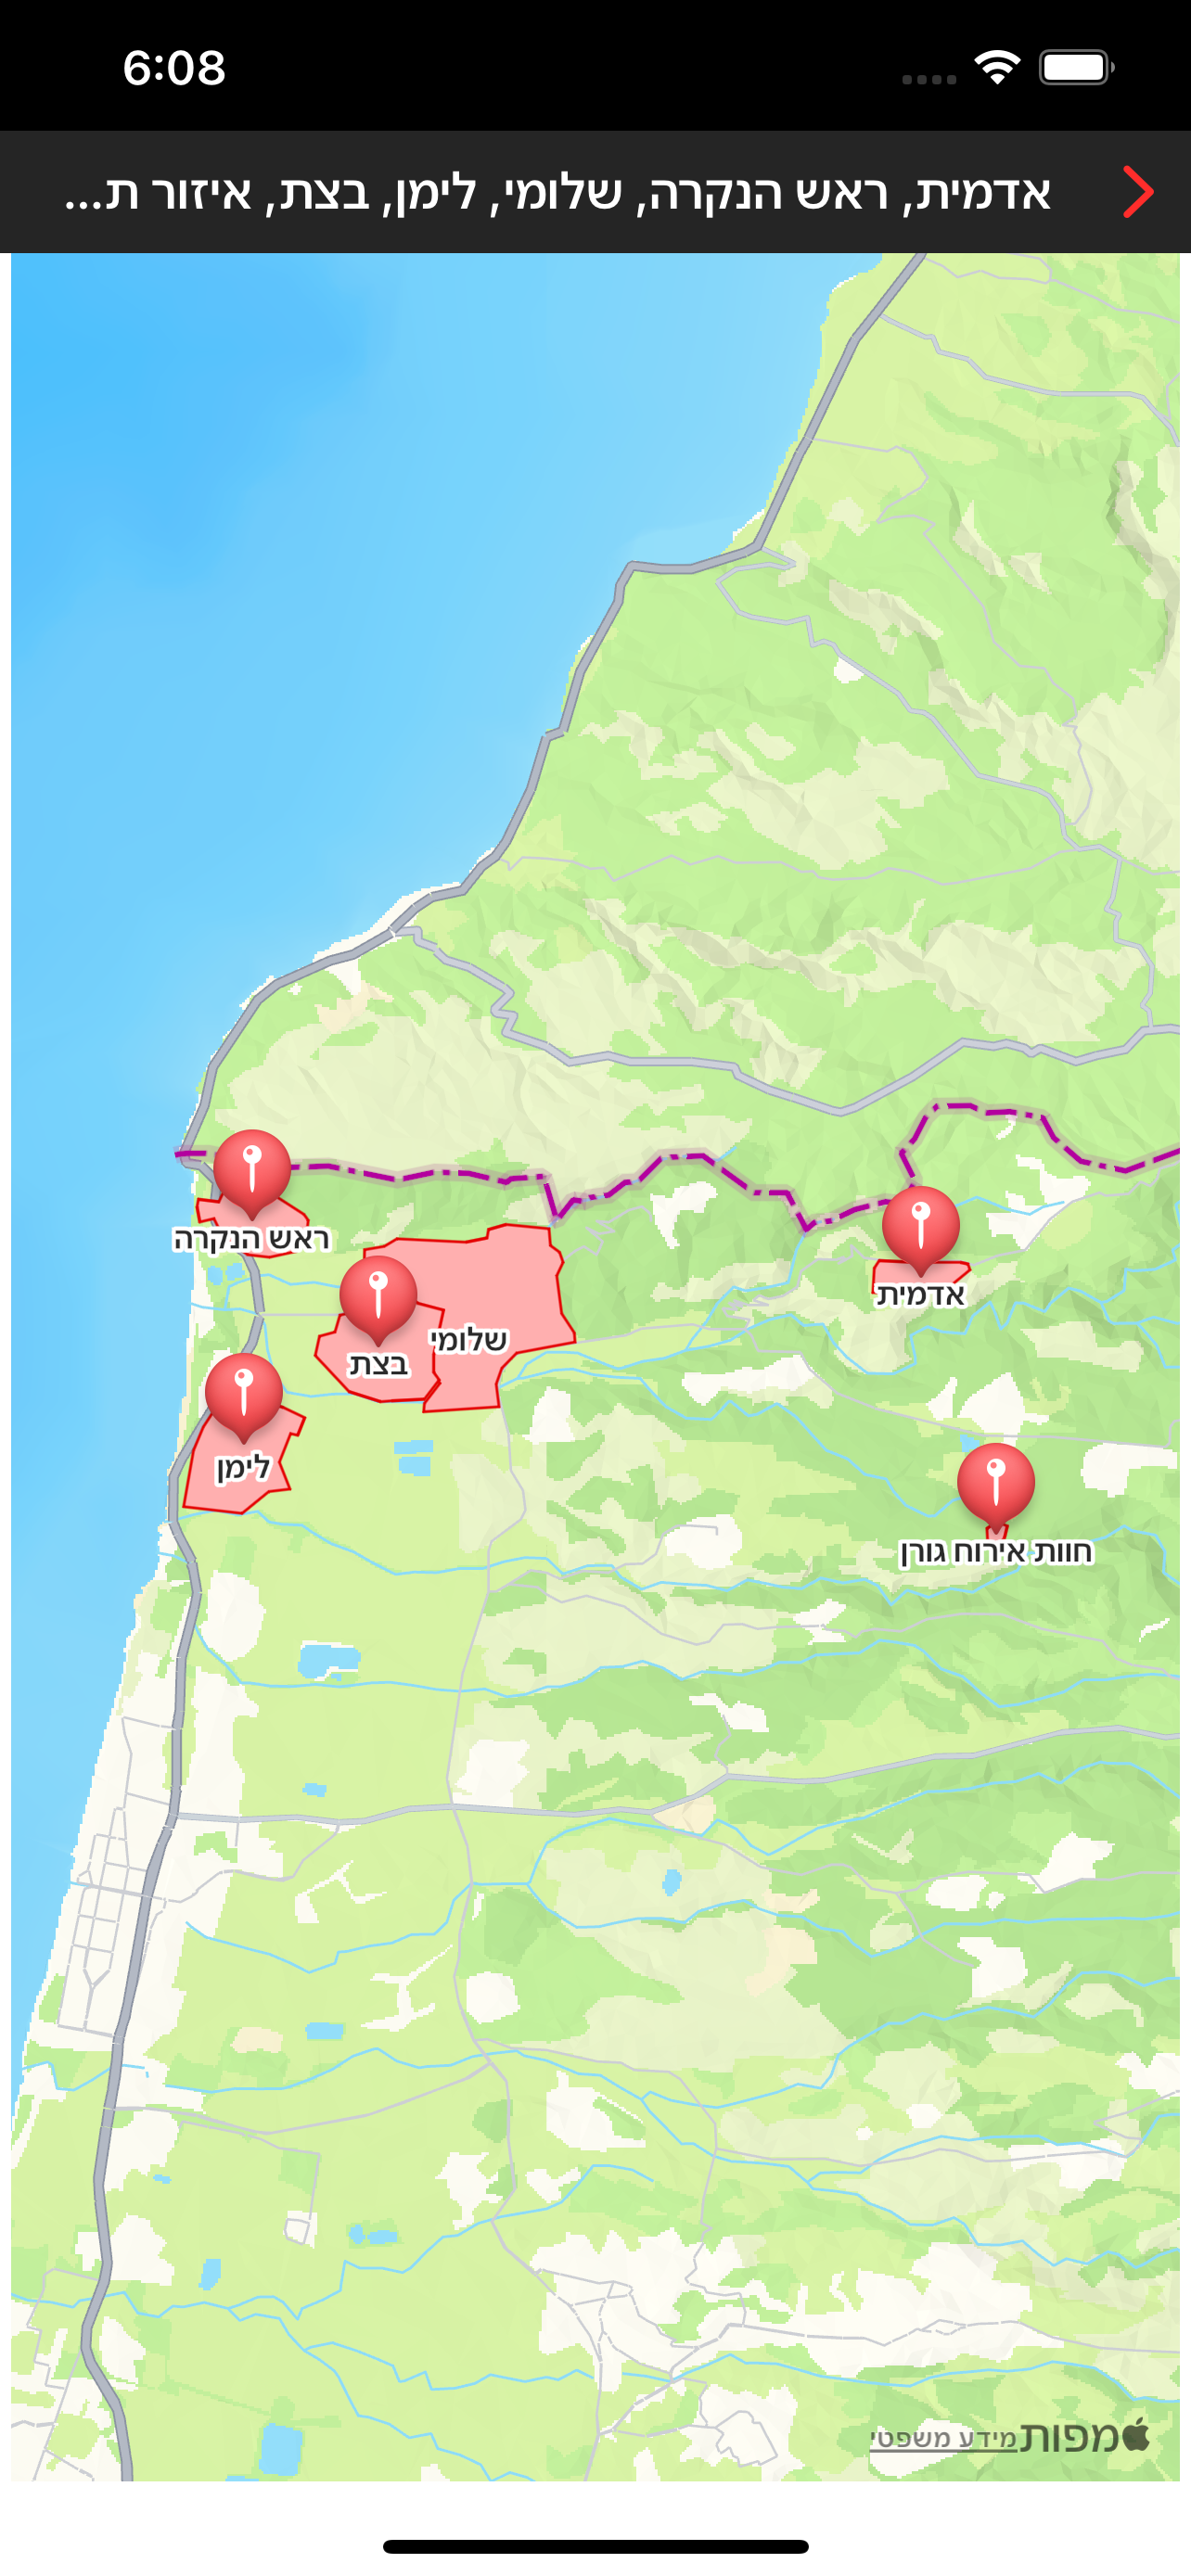 6:08
אדמית, ראש הנקרה, שלומי, לימן, בצת, איזור ת...
ראש הנקרה
אדמית
שלומי
בצת
לימן
חוות אירוח גורן
מפות מידע משפטי